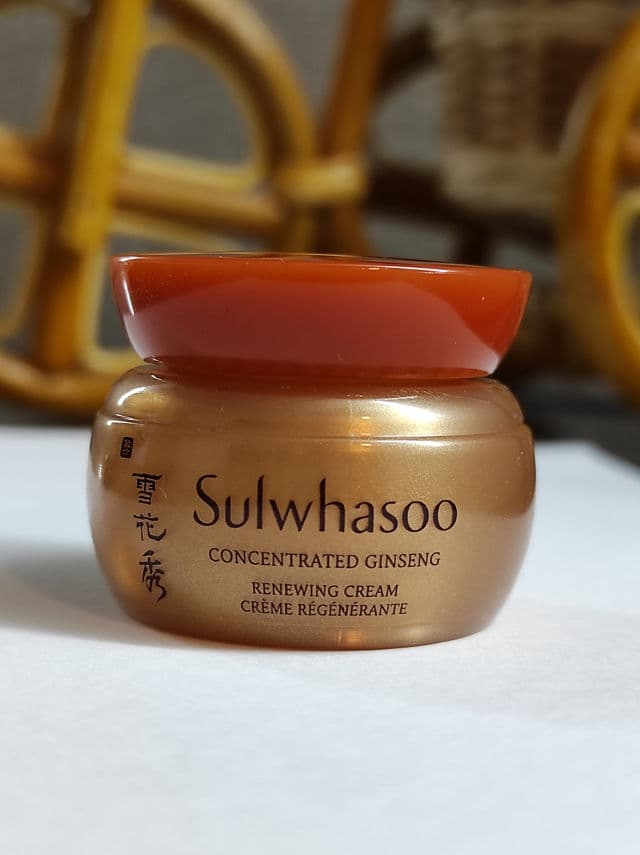 雪花秀
Sulwhasoo
CONCENTRATED GINSENG
RENEWING CREAM
CRÈME RÉGÉNÉRANTE